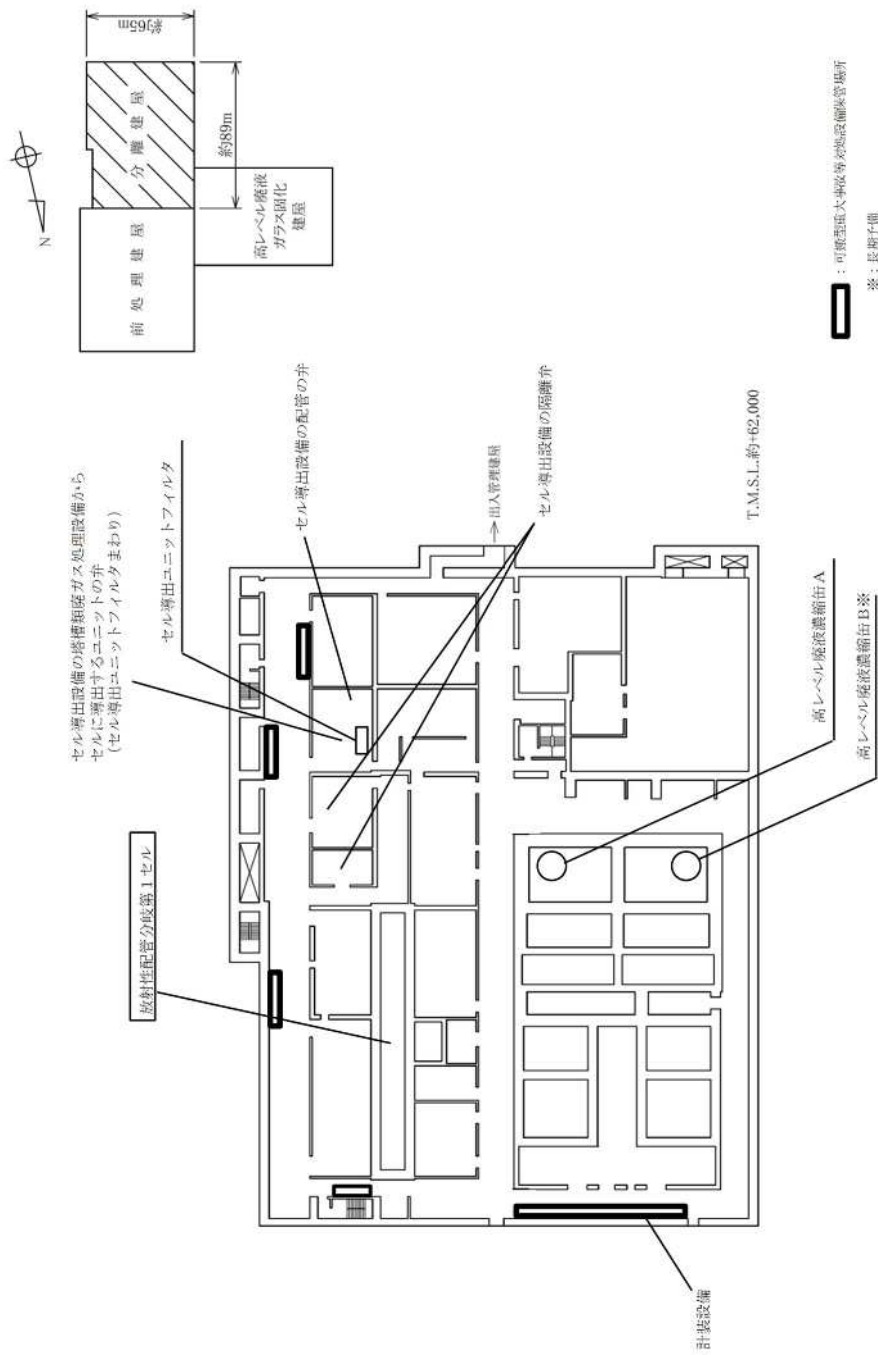 N
前処理建屋
分離建屋
約65m
約89m
高レベル廃液
ガラス固化
建屋
セル導出設備の塔槽類廃ガス処理設備から
セルに導出するユニットの弁
(セル導出ユニットフィルタまわり)
セル導出ユニットフィルタ
セル導出設備の配管の弁
セル導出設備の隔離弁
放射性配管分岐第1セル
→出入管理建屋
計装設備
高レベル廃液濃縮缶A
高レベル廃液濃縮缶B※
T.M.S.L.約+62,000
:可搬型重大事故等対処設備保管場所
※:長期予備